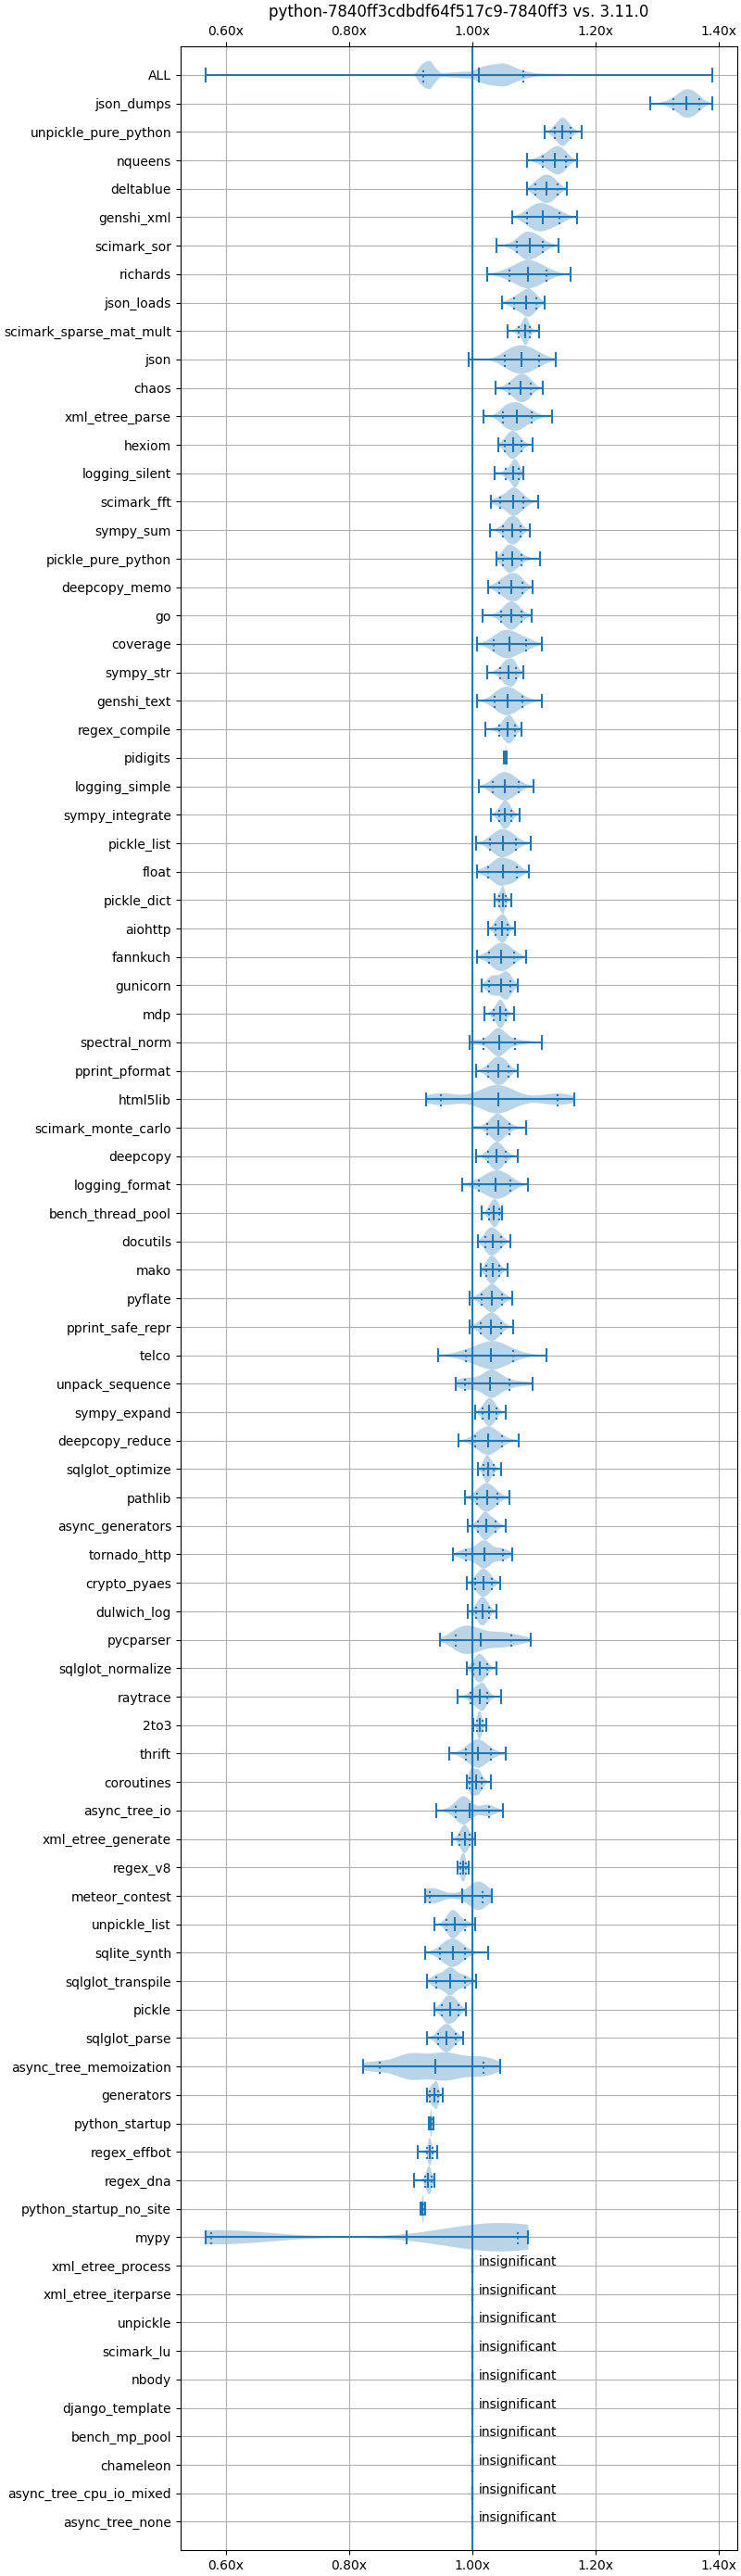 python-7840ff3cdbdf64f517c9-7840ff3 vs. 3.11.0
0.60x 0.80x 1.00x 1.20x 1.40x
ALL
json_dumps
unpickle_pure_python
nqueens
deltablue
genshi_xml
scimark_sor
richards
json_loads
scimark_sparse_mat_mult
json
chaos
xml_etree_parse
hexiom
logging_silent
scimark_fft
sympy_sum
pickle_pure_python
deepcopy_memo
go
coverage
sympy_str
genshi_text
regex_compile
pidigits
logging_simple
sympy_integrate
pickle_list
float
pickle_dict
aiohttp
fannkuch
gunicorn
mdp
spectral_norm
pprint_pformat
html5lib
scimark_monte_carlo
deepcopy
logging_format
bench_thread_pool
docutils
mako
pyflate
pprint_safe_repr
telco
unpack_sequence
sympy_expand
deepcopy_reduce
sqlglot_optimize
pathlib
async_generators
tornado_http
crypto_pyaes
dulwich_log
pycparser
sqlglot_normalize
raytrace
2to3
thrift
coroutines
async_tree_io
xml_etree_generate
regex_v8
meteor_contest
unpickle_list
sqlite_synth
sqlglot_transpile
pickle
sqlglot_parse
async_tree_memoization
generators
python_startup
regex_effbot
regex_dna
python_startup_no_site
mypy
xml_etree_process insignificant
xml_etree_iterparse insignificant
unpickle insignificant
scimark_lu insignificant
nbody insignificant
django_template insignificant
bench_mp_pool insignificant
chameleon insignificant
async_tree_cpu_io_mixed insignificant
async_tree_none insignificant
0.60x 0.80x 1.00x 1.20x 1.40x